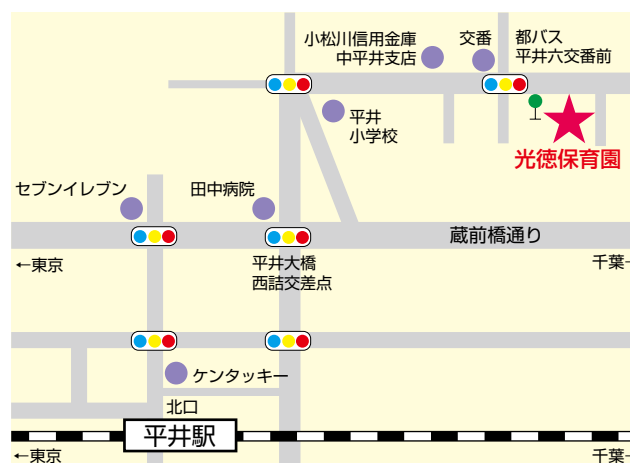 小松川信用金庫
中平井支店
交番
都バス
平井六交番前
平井
小学校
光徳保育園
セブンイレブン
田中病院
蔵前橋通り
←東京
平井大橋
西詰交差点
千葉→
ケンタッキー
北口
平井駅
←東京
千葉→